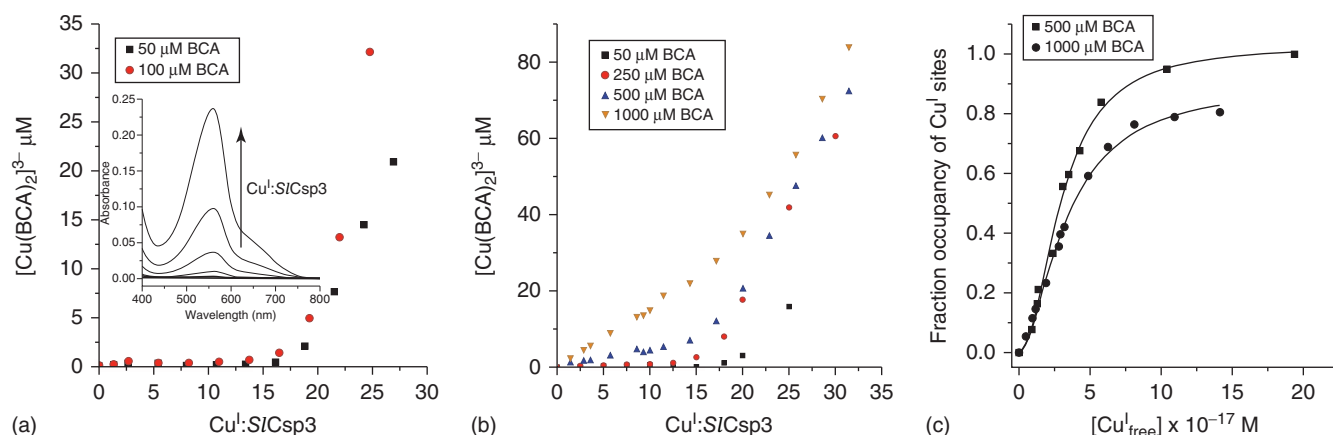 [Cu(BCA)₂]³⁻ μM
35
30
25
20
15
10
5
0
50 μM BCA
100 μM BCA
Absorbance
0.25
0.20
0.15
0.10
0.05
0.00
Cuᴵ:SlCsp3
400 500 600 700 800
Wavelength (nm)
0 5 10 15 20 25 30
(a) Cuᴵ:SlCsp3
[Cu(BCA)₂]³⁻ μM
80
60
40
20
0
50 μM BCA
250 μM BCA
500 μM BCA
1000 μM BCA
0 5 10 15 20 25 30 35
(b) Cuᴵ:SlCsp3
Fraction occupancy of Cuᴵ sites
1.0
0.8
0.6
0.4
0.2
0.0
500 μM BCA
1000 μM BCA
0 5 10 15 20
(c) [Cuᴵfree] x 10⁻¹⁷ M